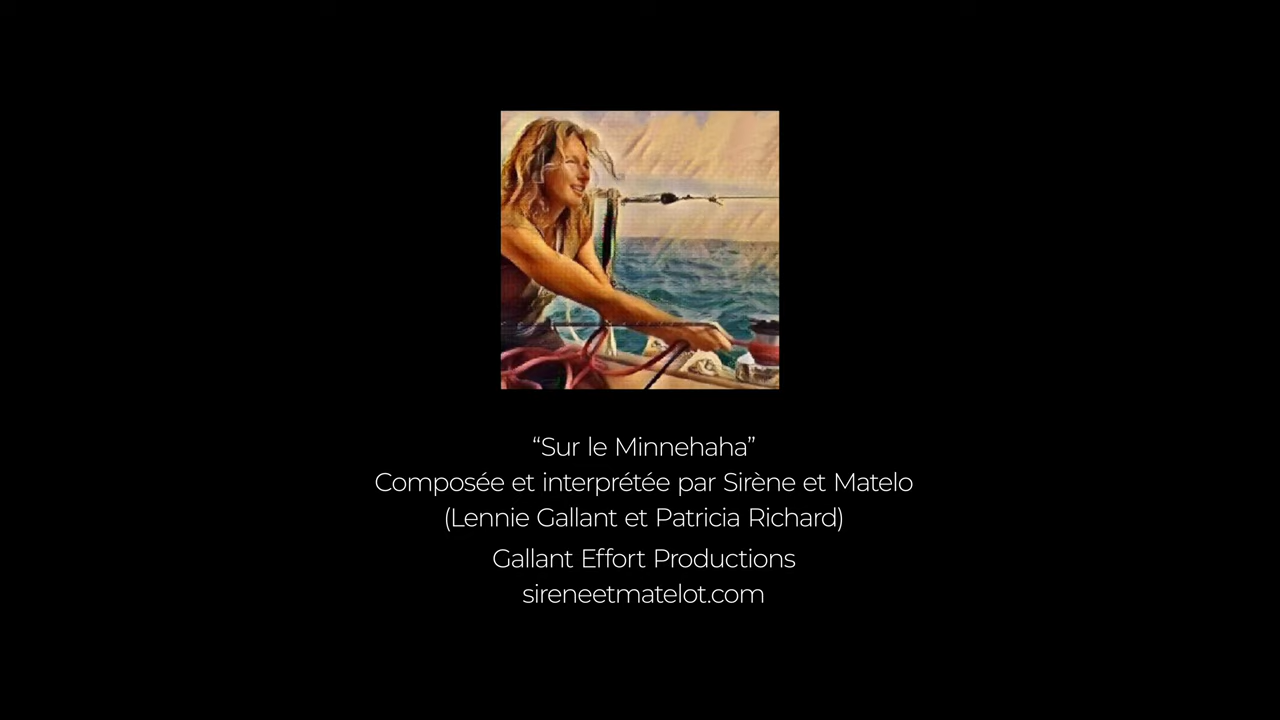 “Sur le Minnehaha”
Composée et interprétée par Sirène et Matelo
(Lennie Gallant et Patricia Richard)
Gallant Effort Productions
sireneetmatelot.com